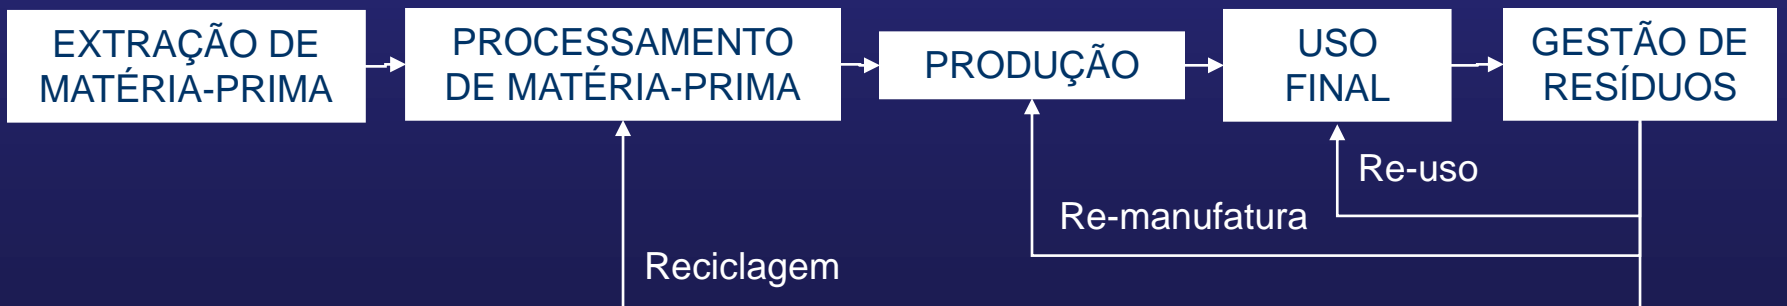 EXTRAÇÃO DE
MATÉRIA-PRIMA
PROCESSAMENTO
DE MATÉRIA-PRIMA
PRODUÇÃO
USO
FINAL
GESTÃO DE
RESÍDUOS
Re-uso
Re-manufatura
Reciclagem